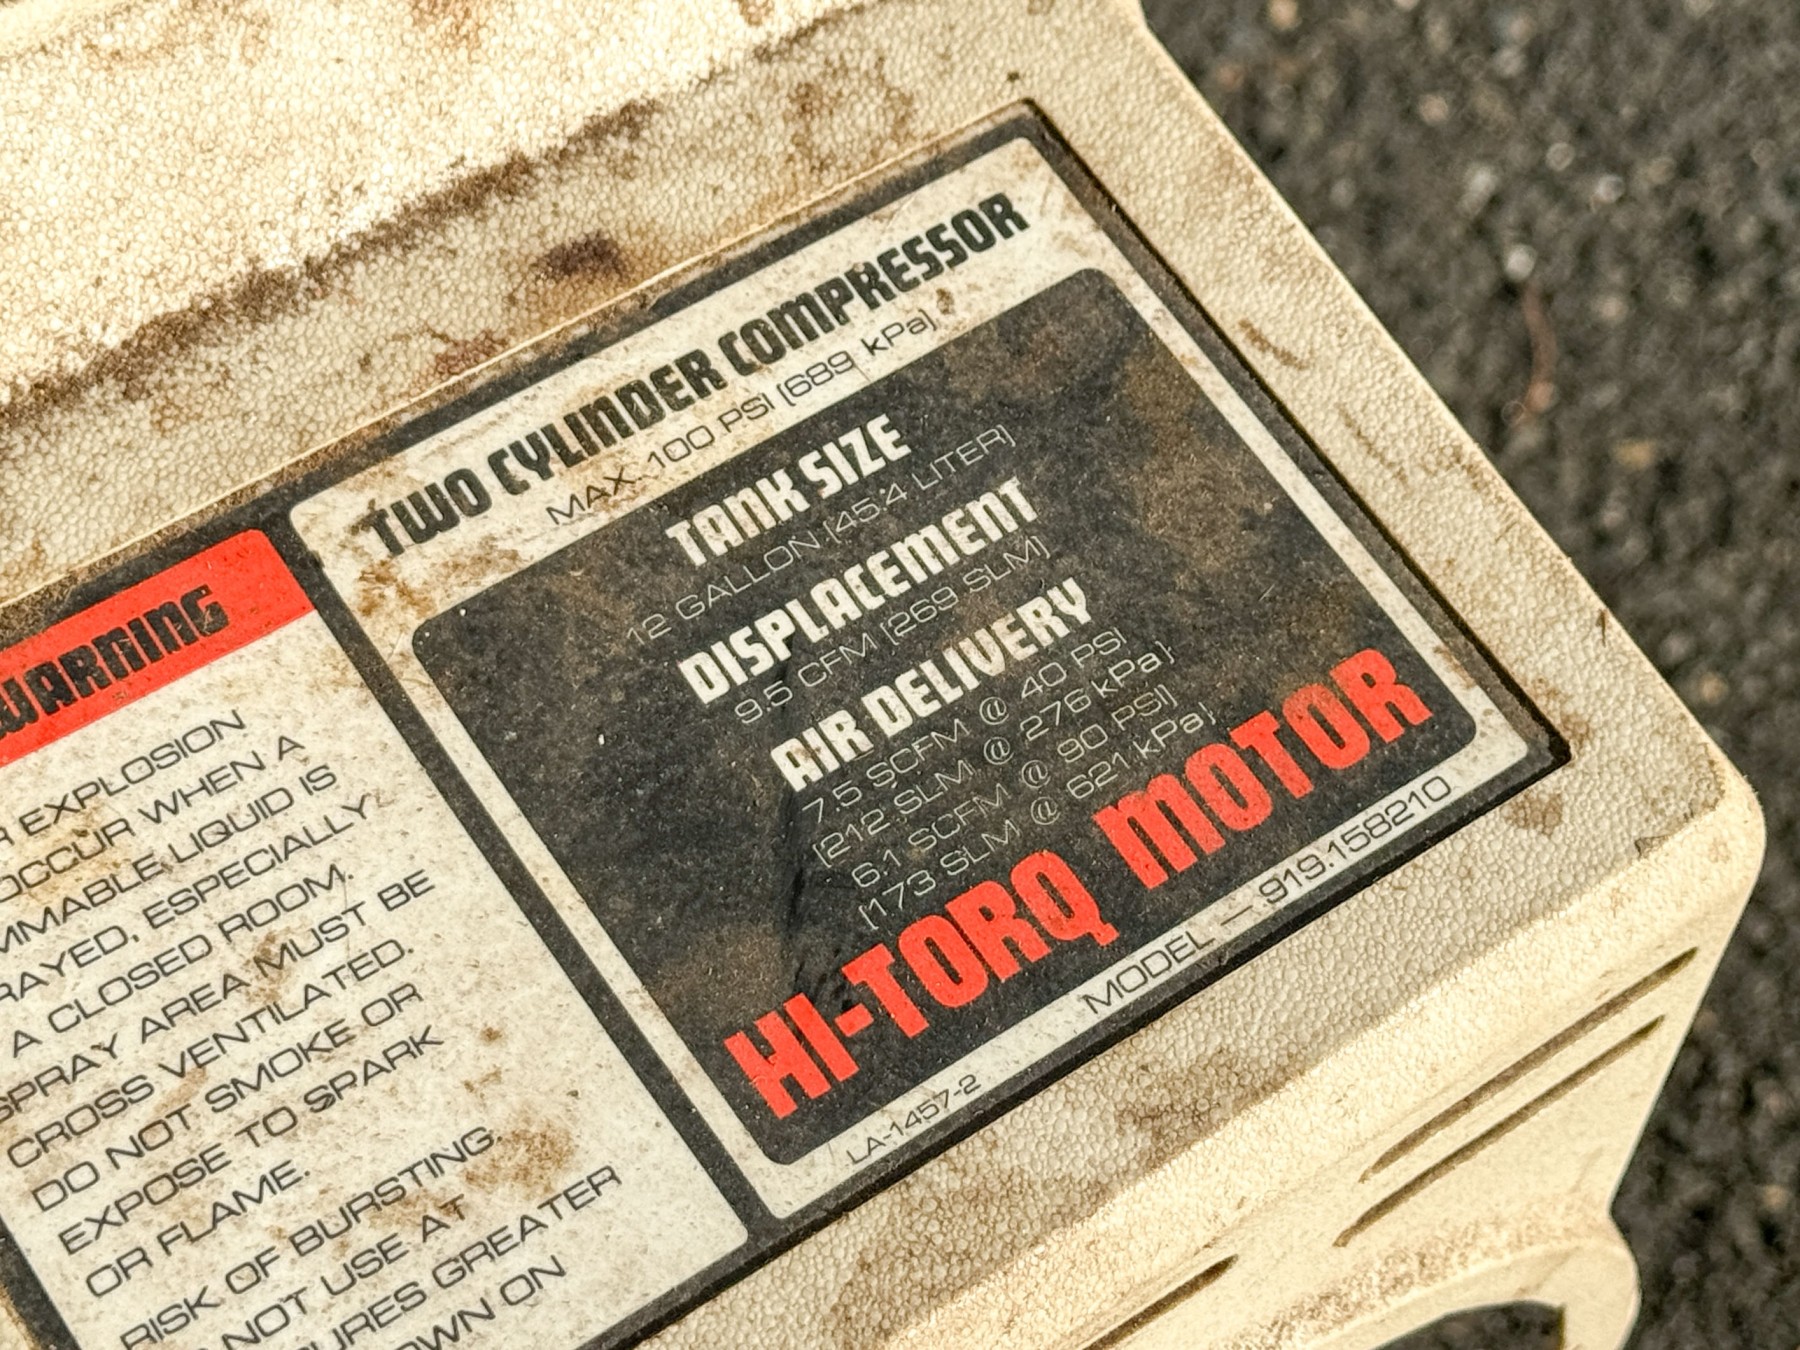 WARNING
R EXPLOSION
OCCUR WHEN A
MMABLE LIQUID IS
RAYED, ESPECIALLY
A CLOSED ROOM.
SPRAY AREA MUST BE
CROSS VENTILATED.
DO NOT SMOKE OR
EXPOSE TO SPARK
OR FLAME.
RISK OF BURSTING.
NOT USE AT
URES GREATER
OWN ON
TWO CYLINDER COMPRESSOR
MAX. 100 PSI (689 kPa)
TANK SIZE
12 GALLON (45.4 LITER)
DISPLACEMENT
9.5 CFM (269 SLM)
AIR DELIVERY
7.5 SCFM @ 40 PSI
(212 SLM @ 276 kPa)
6.1 SCFM @ 90 PSI
(173 SLM @ 621 kPa)
HI-TORQ MOTOR
LA-1457-2
MODEL — 919.158210